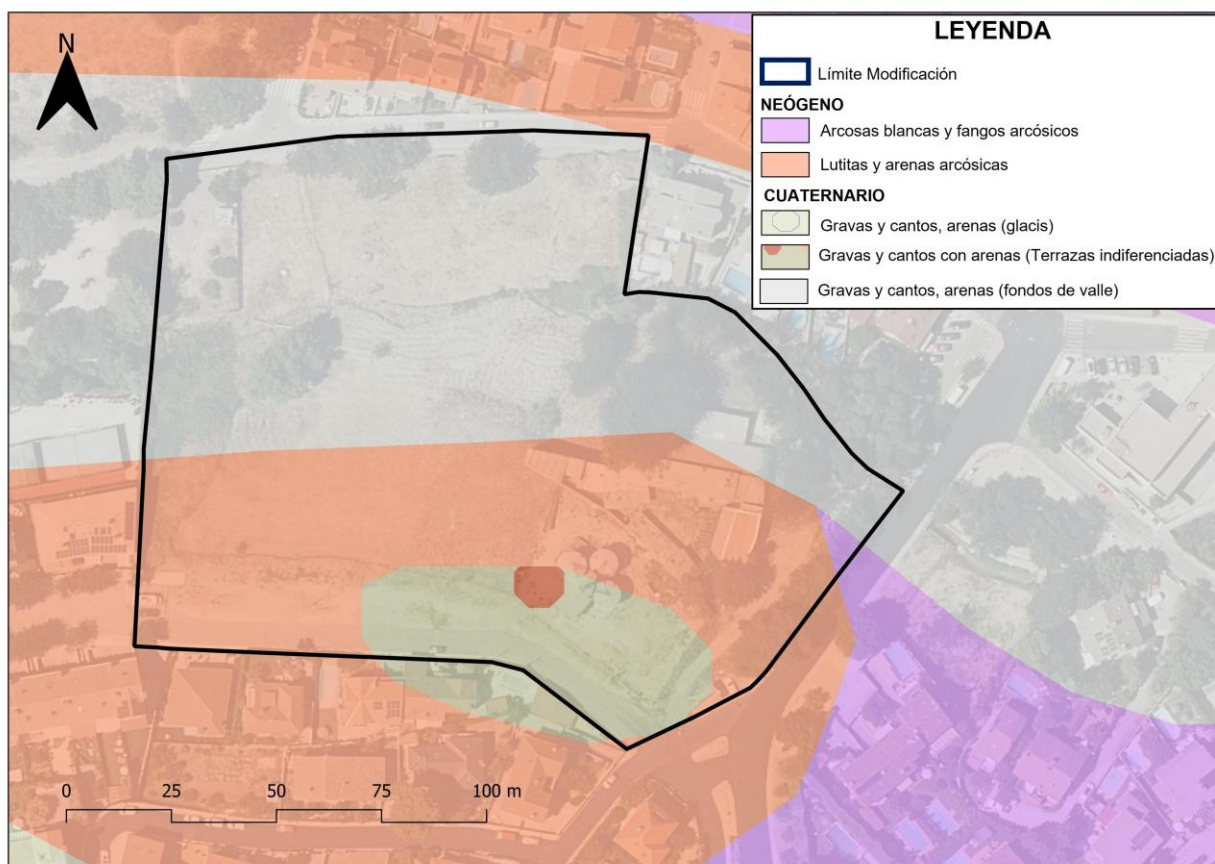 N
LEYENDA
Límite Modificación
NEÓGENO
Arcosas blancas y fangos arcósicos
Lutitas y arenas arcósicas
CUATERNARIO
Gravas y cantos, arenas (glacis)
Gravas y cantos con arenas (Terrazas indiferenciadas)
Gravas y cantos, arenas (fondos de valle)
0 25 50 75 100 m